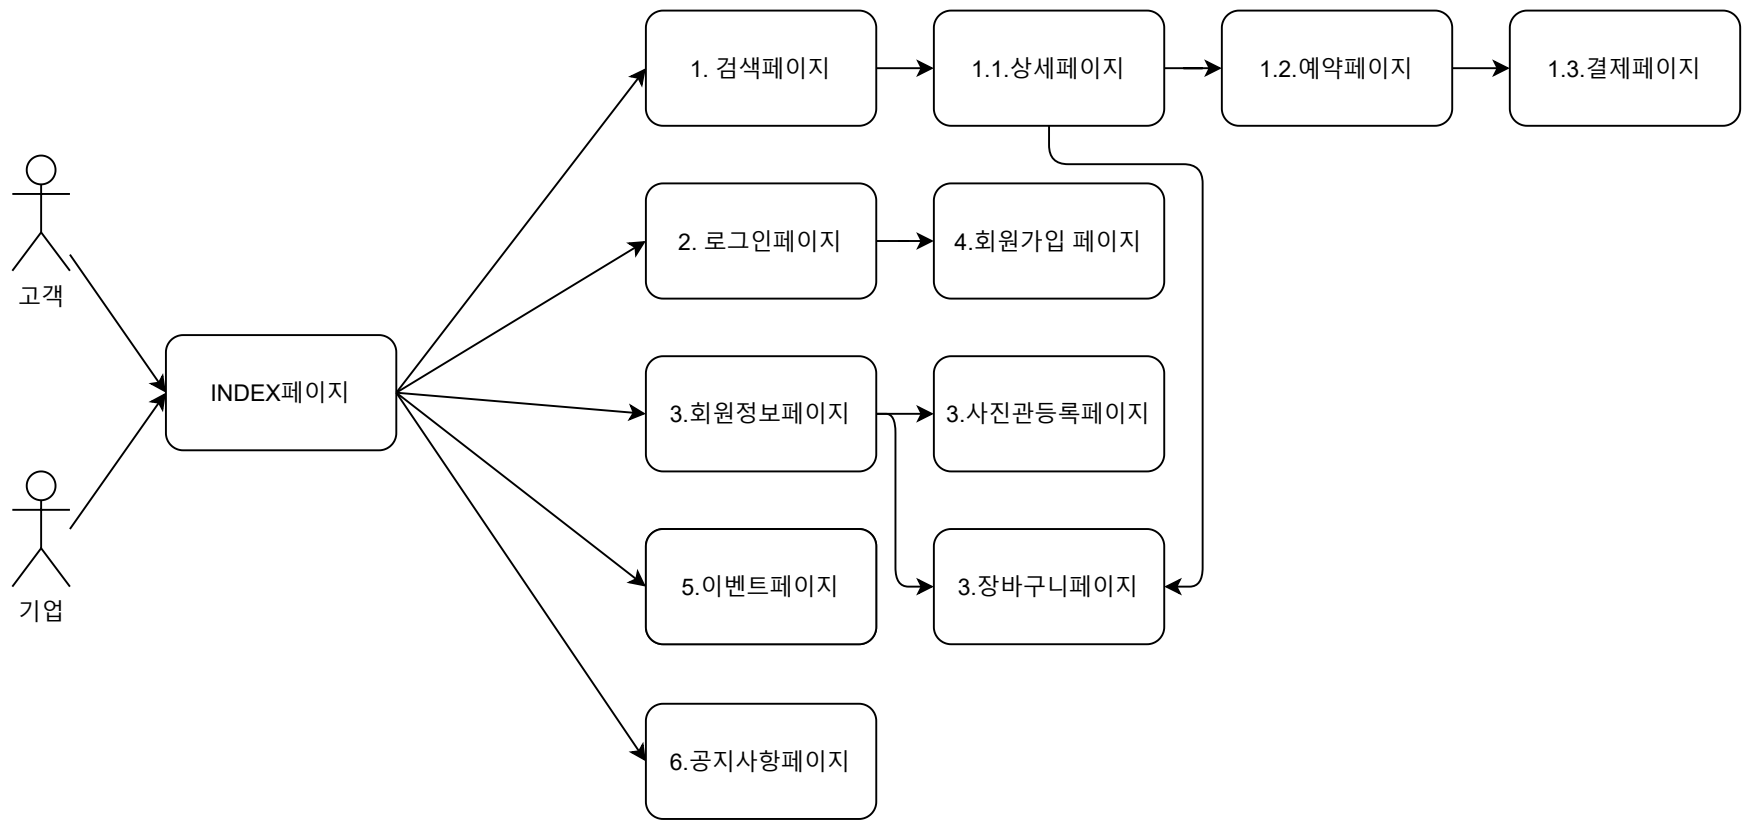 1. 검색페이지
1.1.상세페이지
1.2.예약페이지
1.3.결제페이지
고객
2. 로그인페이지
4.회원가입 페이지
INDEX페이지
3.회원정보페이지
3.사진관등록페이지
기업
5.이벤트페이지
3.장바구니페이지
6.공지사항페이지